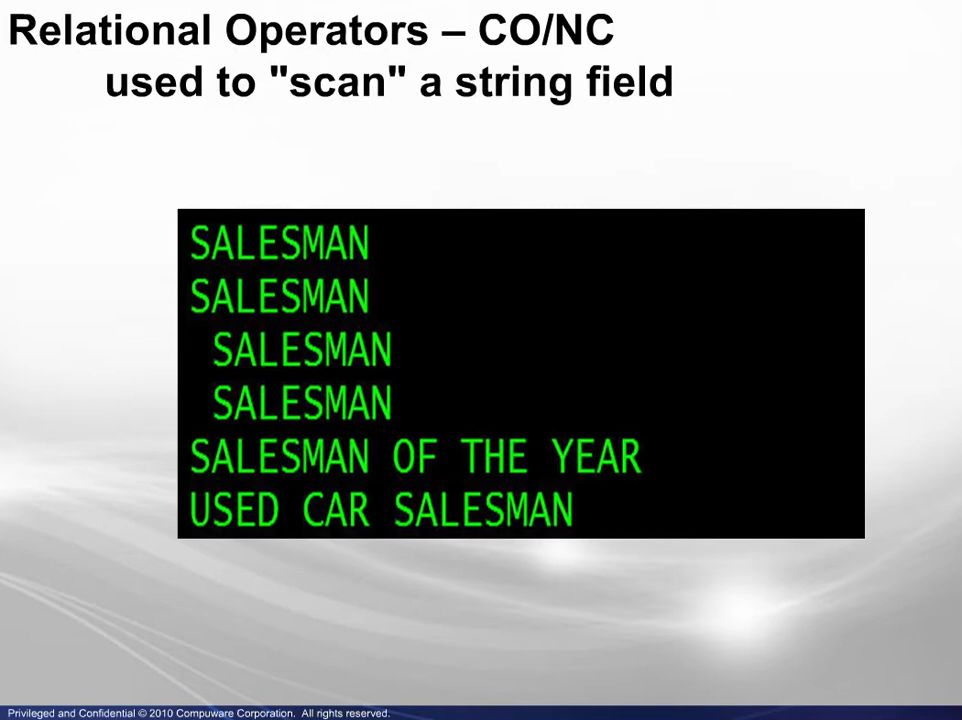 Relational Operators – CO/NC
used to "scan" a string field
SALESMAN
SALESMAN
SALESMAN
SALESMAN
SALESMAN OF THE YEAR
USED CAR SALESMAN
Privileged and Confidential © 2010 Compuware Corporation. All rights reserved.